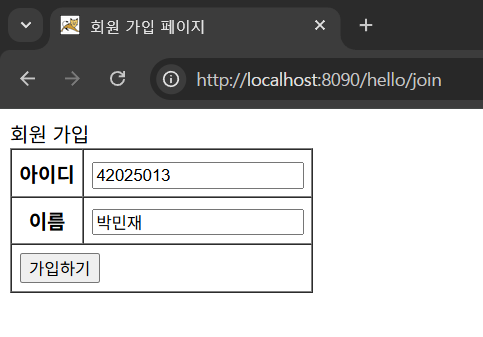 회원 가입 페이지
http://localhost:8090/hello/join
회원 가입
아이디 42025013
이름 박민재
가입하기